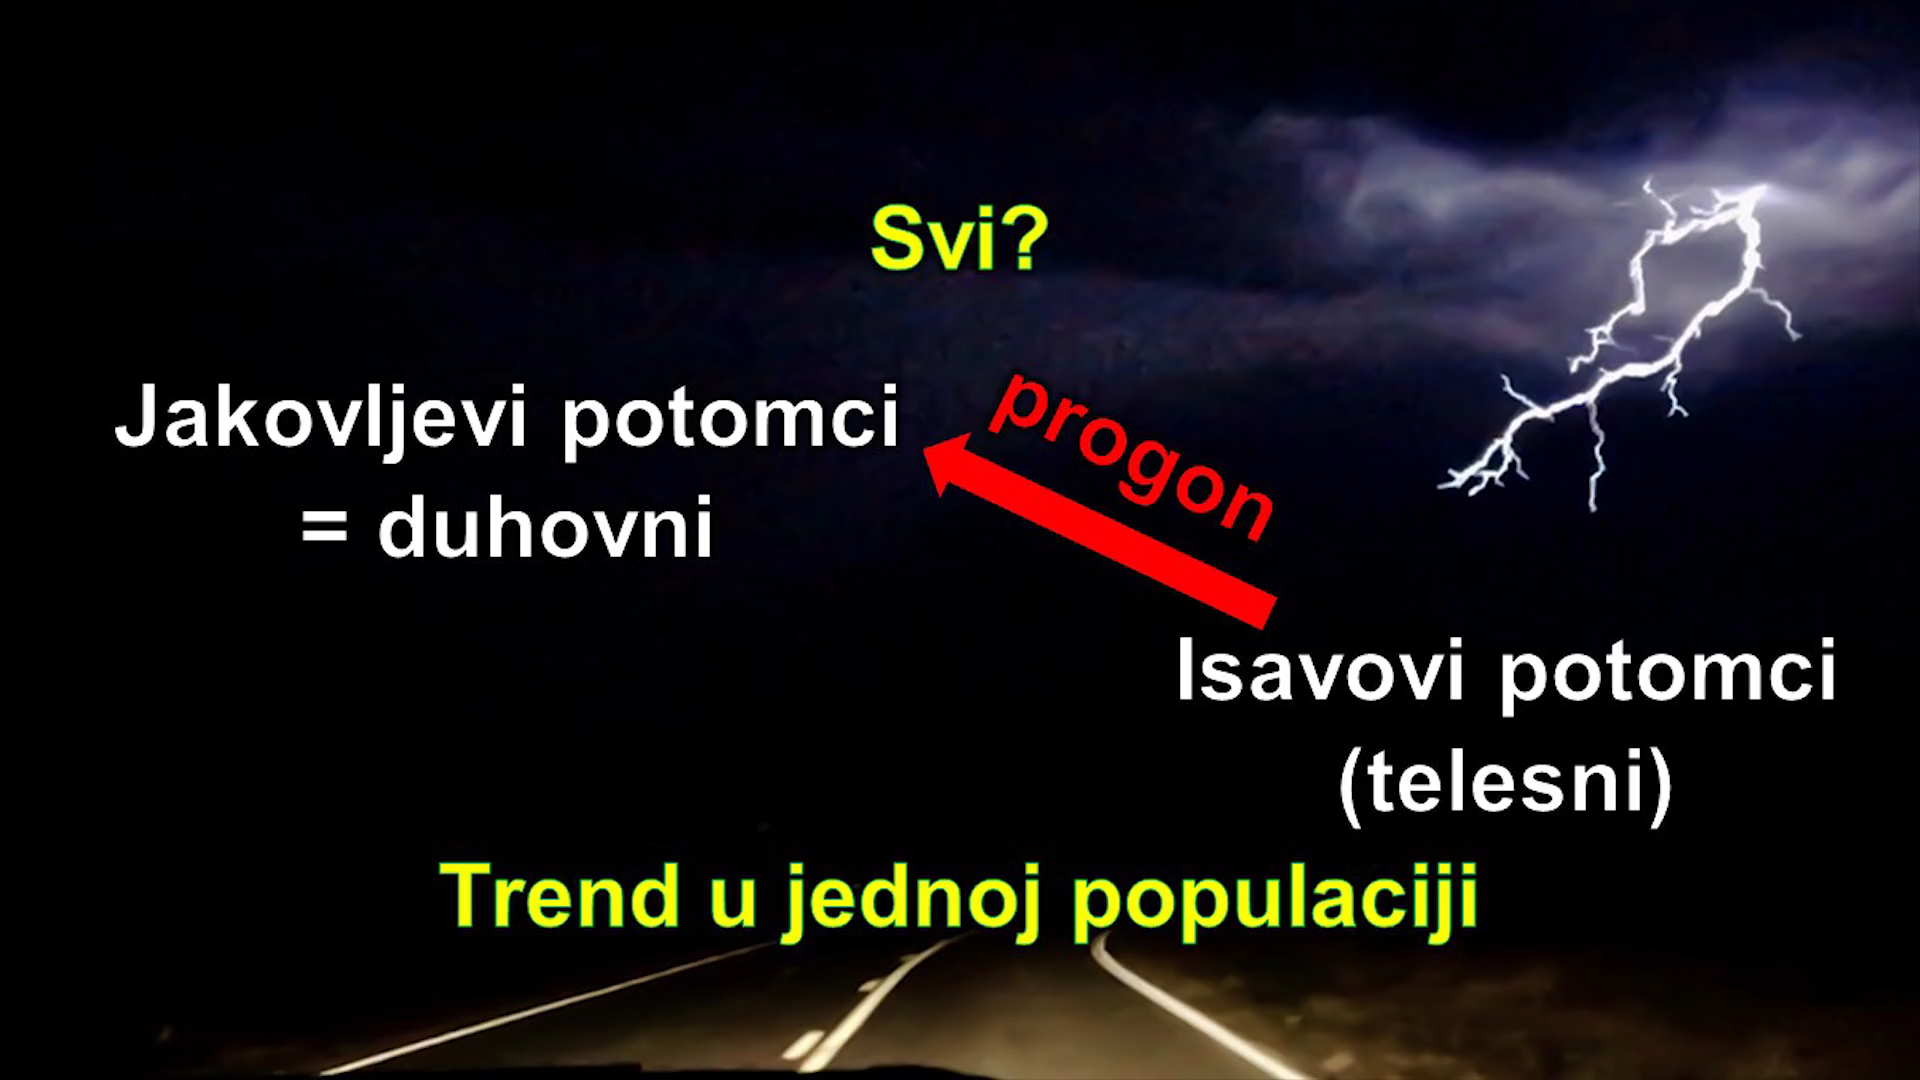 Svi?
Jakovljevi potomci
= duhovni
progon
Isavovi potomci
(telesni)
Trend u jednoj populaciji